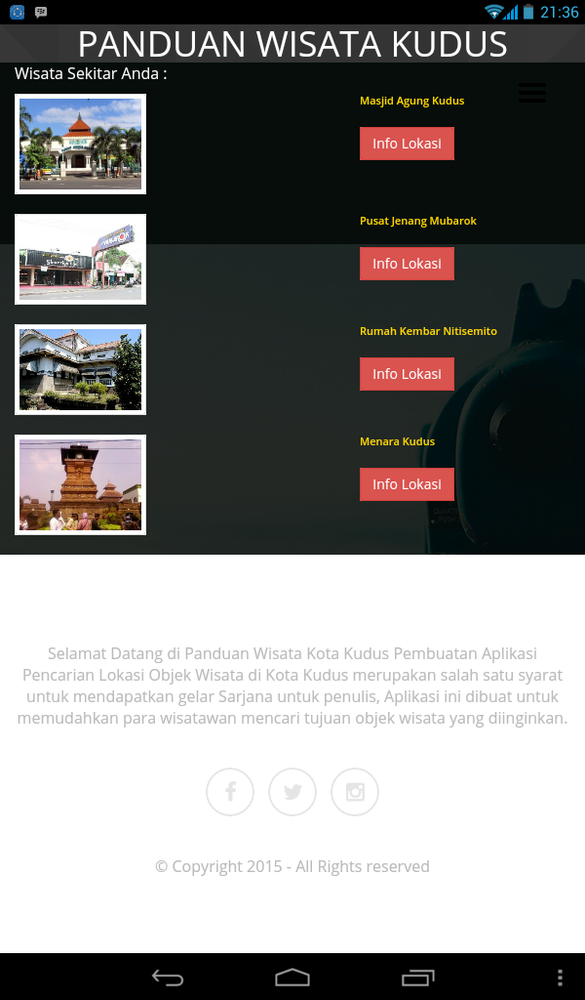 21:36
PANDUAN WISATA KUDUS
Wisata Sekitar Anda :
Masjid Agung Kudus
Info Lokasi
Pusat Jenang Mubarok
Info Lokasi
Rumah Kembar Nitisemito
Info Lokasi
Menara Kudus
Info Lokasi
Selamat Datang di Panduan Wisata Kota Kudus Pembuatan Aplikasi
Pencarian Lokasi Objek Wisata di Kota Kudus merupakan salah satu syarat
untuk mendapatkan gelar Sarjana untuk penulis, Aplikasi ini dibuat untuk
memudahkan para wisatawan mencari tujuan objek wisata yang diinginkan.
© Copyright 2015 - All Rights reserved